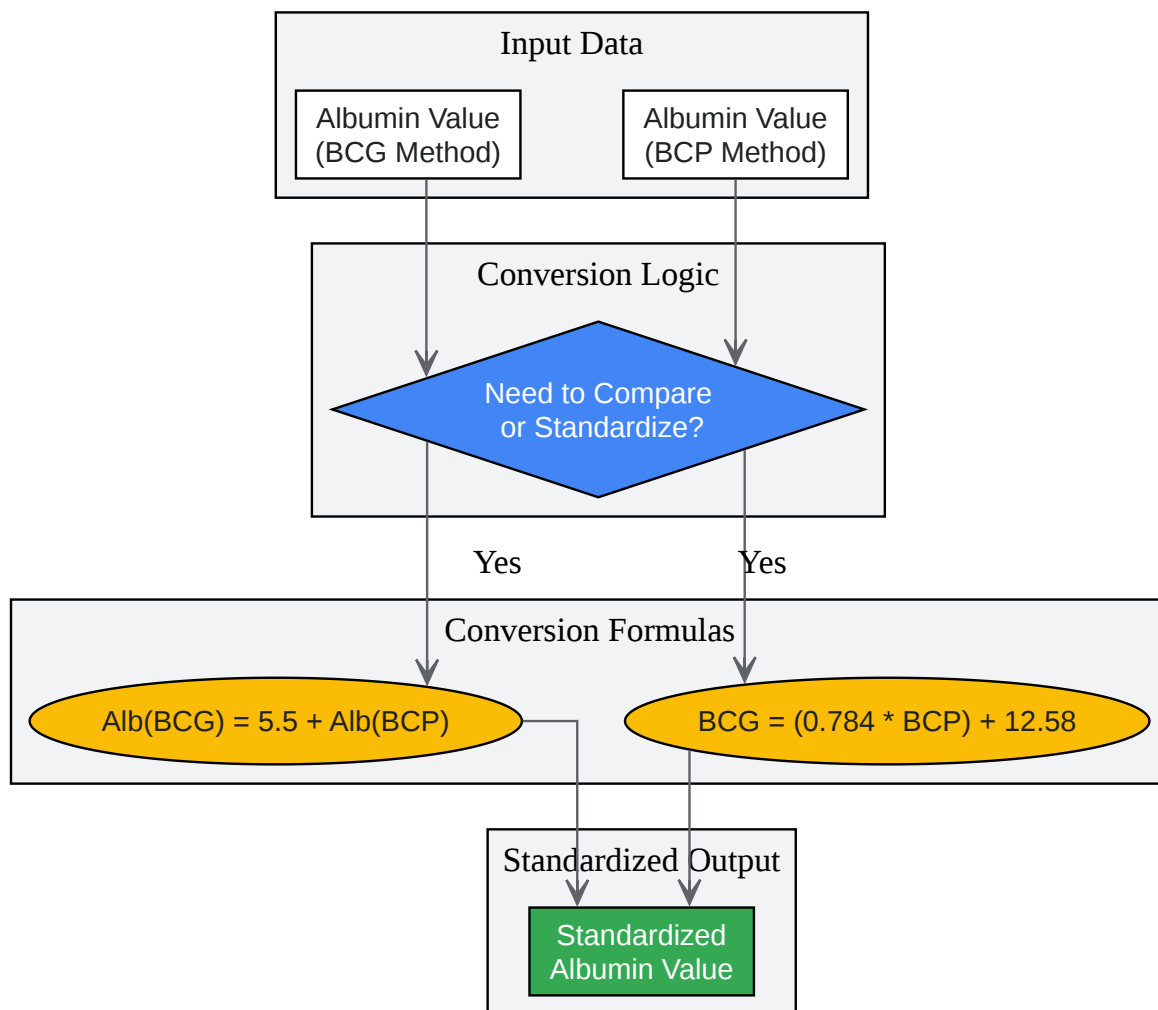 Input Data
Albumin Value
(BCG Method)
Albumin Value
(BCP Method)
Conversion Logic
Need to Compare
or Standardize?
Yes
Yes
Conversion Formulas
Alb(BCG) = 5.5 + Alb(BCP)
BCG = (0.784 * BCP) + 12.58
Standardized Output
Standardized
Albumin Value